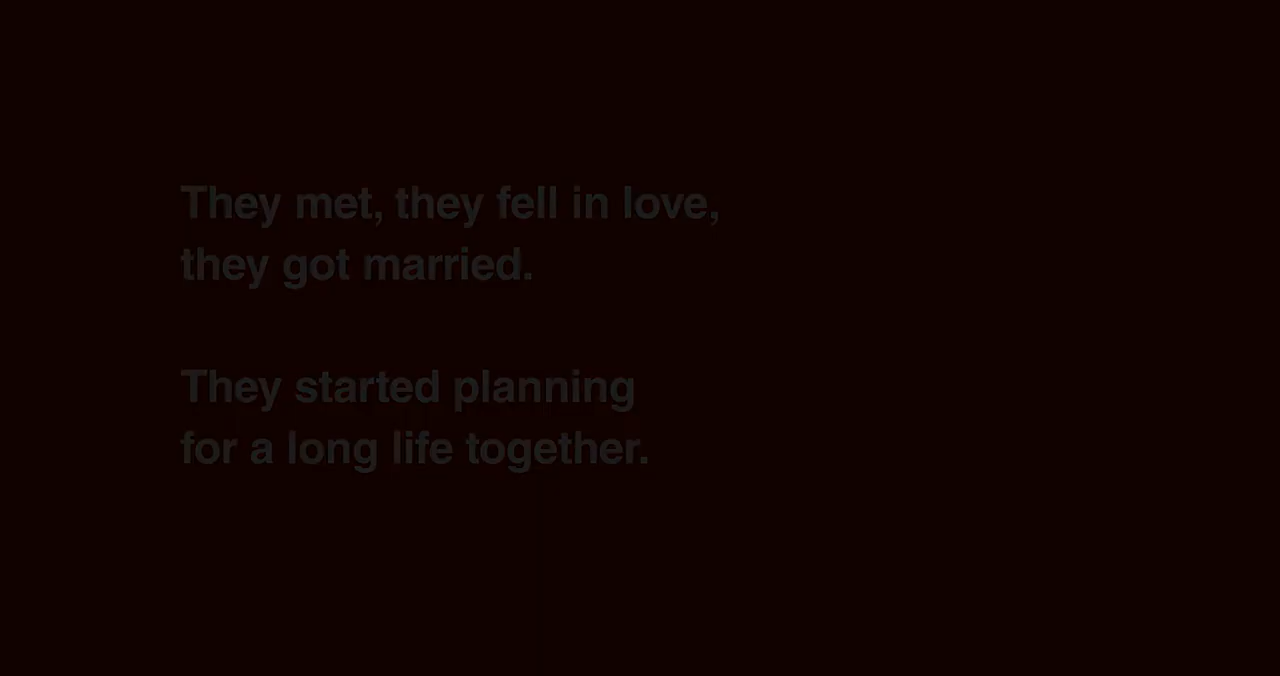 They met, they fell in love,
they got married.
They started planning
for a long life together.